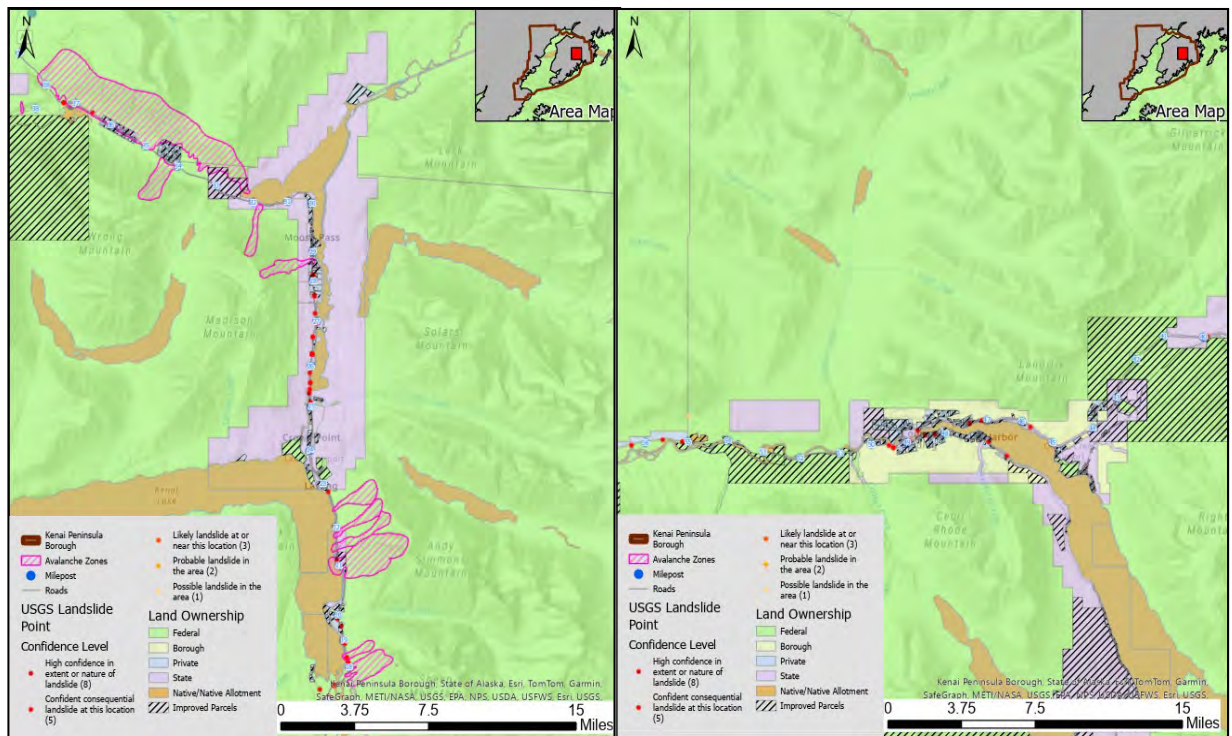 N
Area Map
Lark
Mountain
Wrong
Mountain
Moose Pass
Madison
Mountain
Solars
Mountain
Point
Kenai
Lake
Andy
Simmons
Mountain
Kenai Peninsula
Borough
Avalanche Zones
Milepost
Roads
USGS Landslide
Point
Confidence Level
High confidence in
extent or nature of
landslide (8)
Confident consequential
landslide at this location
(5)
Likely landslide at or
near this location (3)
Probable landslide in
the area (2)
Possible landslide in the
area (1)
Land Ownership
Federal
Borough
Private
State
Native/Native Allotment
Improved Parcels
Kenai Peninsula Borough, State of Alaska, Esri, TomTom, Garmin,
SafeGraph, METI/NASA, USGS, EPA, NPS, USDA, USFWS, Esri, USGS,
0 3.75 7.5 15
Miles
N
Area Map
Gilpatrick
Mountain
Langille
Mountain
Cecil
Rhode
Mountain
Right
Mount
Kenai Peninsula
Borough
Avalanche Zones
Milepost
Roads
USGS Landslide
Point
Confidence Level
High confidence in
extent or nature of
landslide (8)
Confident consequential
landslide at this location
(5)
Likely landslide at or
near this location (3)
Probable landslide in
the area (2)
Possible landslide in the
area (1)
Land Ownership
Federal
Borough
Private
State
Native/Native Allotment
Improved Parcels
Kenai Peninsula Borough, State of Alaska, Esri, TomTom, Garmin,
SafeGraph, METI/NASA, USGS, EPA, NPS, USDA, USFWS, Esri, USGS,
0 3.75 7.5 15
Miles